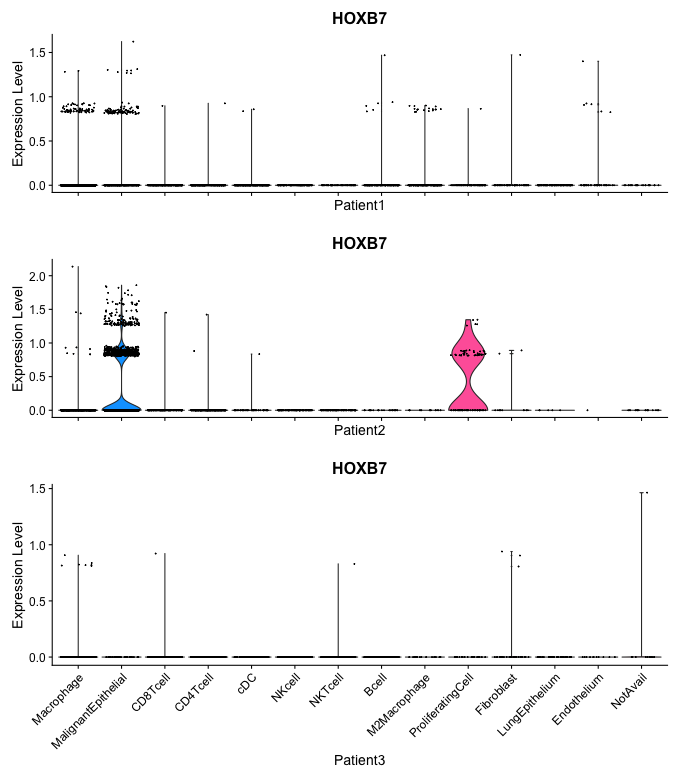 HOXB7
Expression Level
1.5
1.0
0.5
0.0
Patient1
HOXB7
Expression Level
2.0
1.5
1.0
0.5
0.0
Patient2
HOXB7
Expression Level
1.5
1.0
0.5
0.0
Macrophage
MalignantEpithelial
CD8Tcell
CD4Tcell
cDC
NKcell
NKTcell
Bcell
M2Macrophage
ProliferatingCell
Fibroblast
LungEpithelium
Endothelium
NotAvail
Patient3